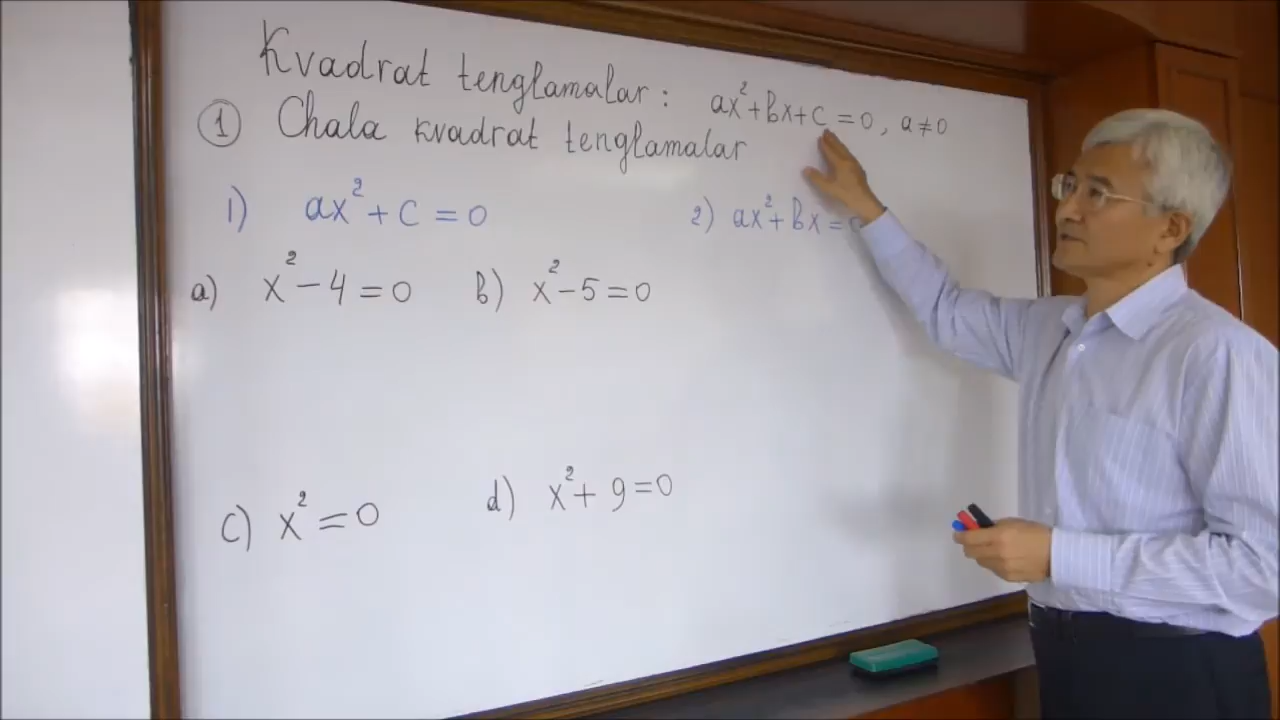 Kvadrat tenglamalar: ax²+bx+c=0, a≠0
① Chala kvadrat tenglamalar
1) ax²+c=0 2) ax²+bx=
a) x²-4=0 b) x²-5=0
c) x²=0 d) x²+9=0